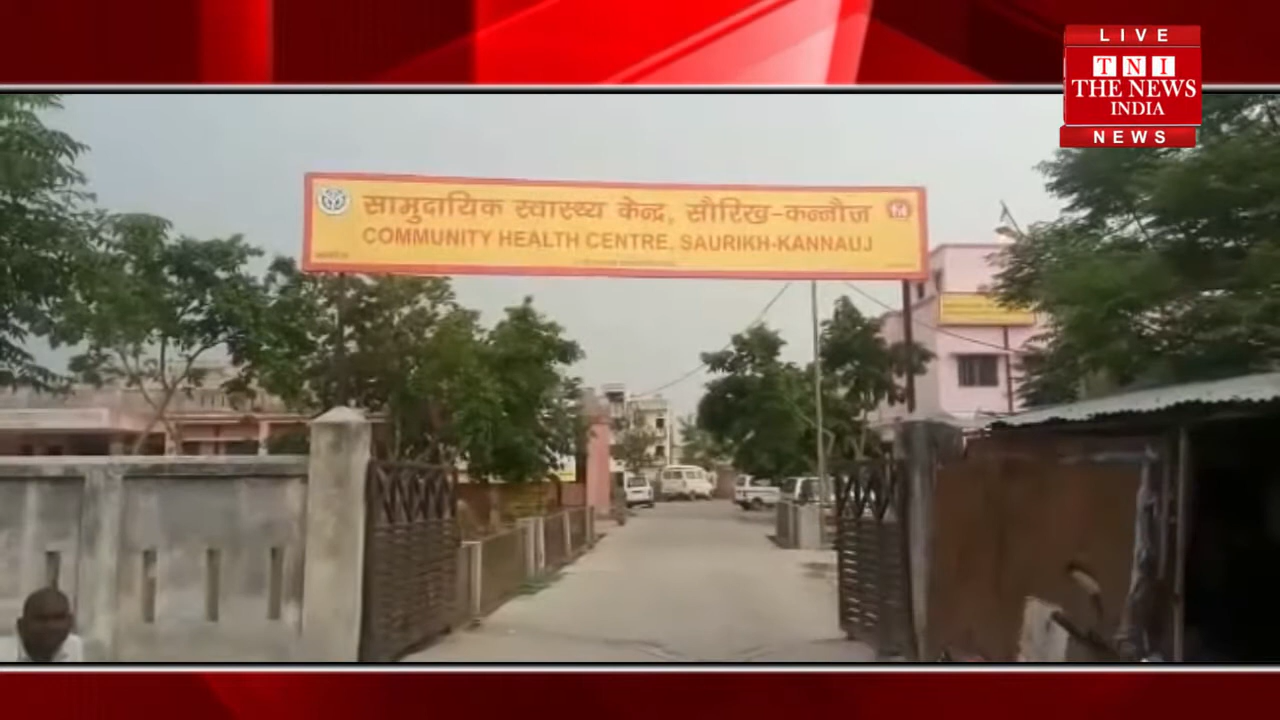 LIVE
TNI
THE NEWS
INDIA
NEWS
सामुदायिक स्वास्थ्य केन्द्र, सौरिख-कन्नौज
COMMUNITY HEALTH CENTRE, SAURIKH-KANNAUJ